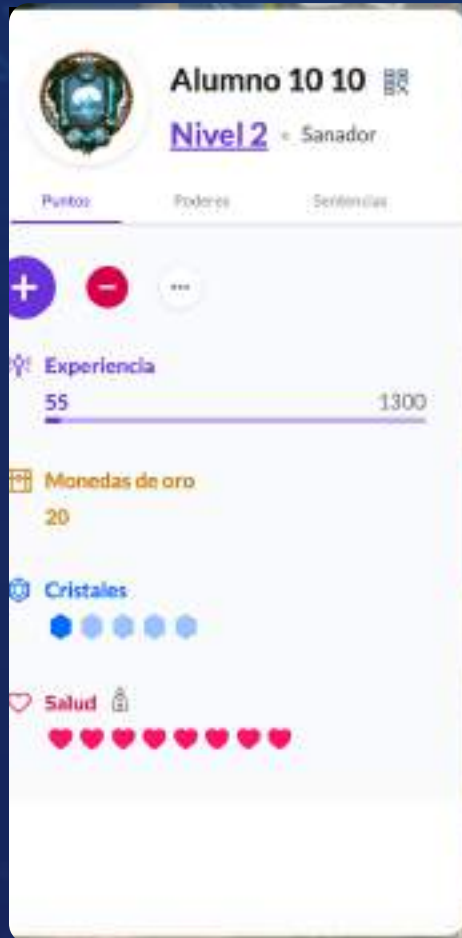 Alumno 10 10
Nivel 2 • Sanador
Puntos Poderes Sentencias
Experiencia
55 1300
Monedas de oro
20
Cristales
Salud